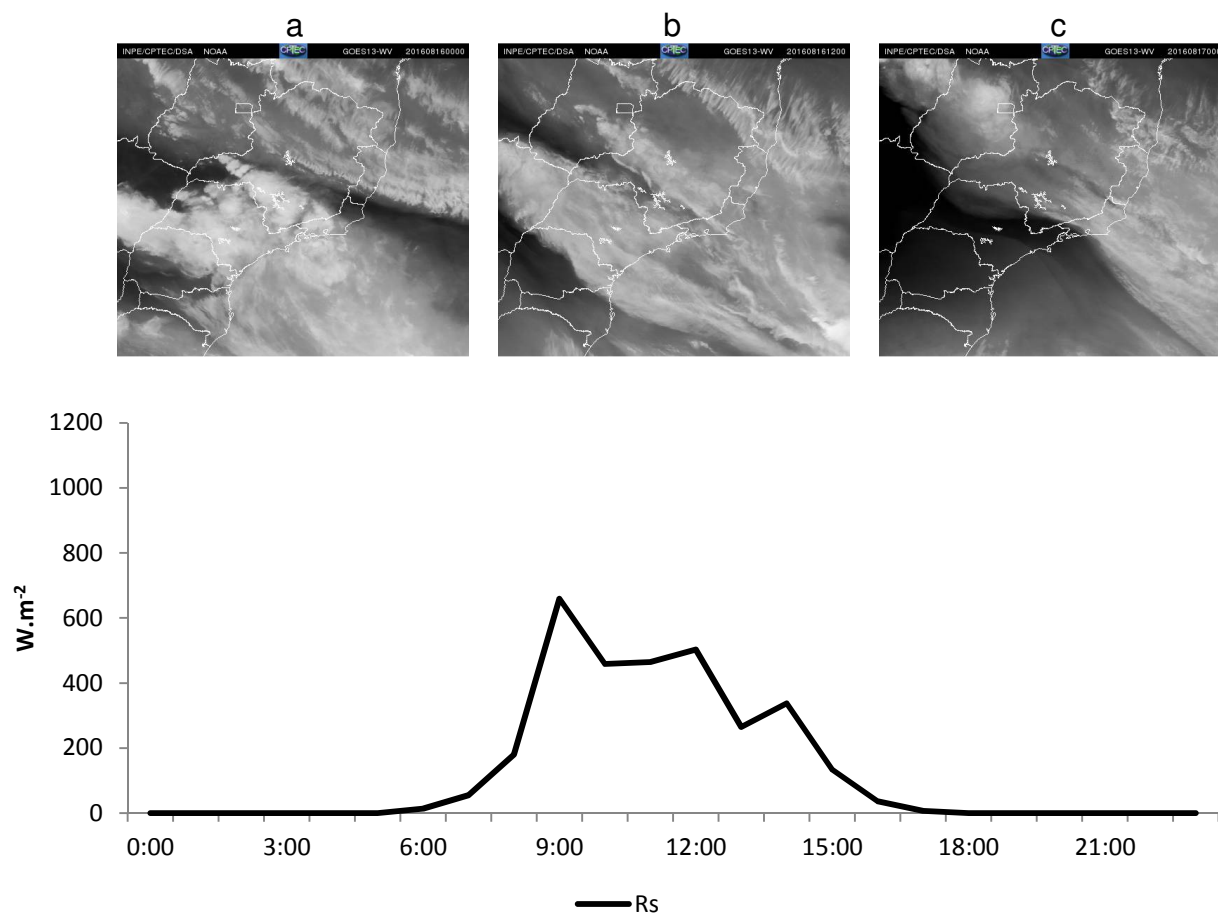 a b c
INPE/CPTEC/DSA NOAA CPTEC GOES13-WV 201608160000
INPE/CPTEC/DSA NOAA CPTEC GOES13-WV 201608161200
INPE/CPTEC/DSA NOAA CPTEC GOES13-WV 20160817000
1200
1000
800
600
400
200
0
W.m-2
0:00 3:00 6:00 9:00 12:00 15:00 18:00 21:00
Rs